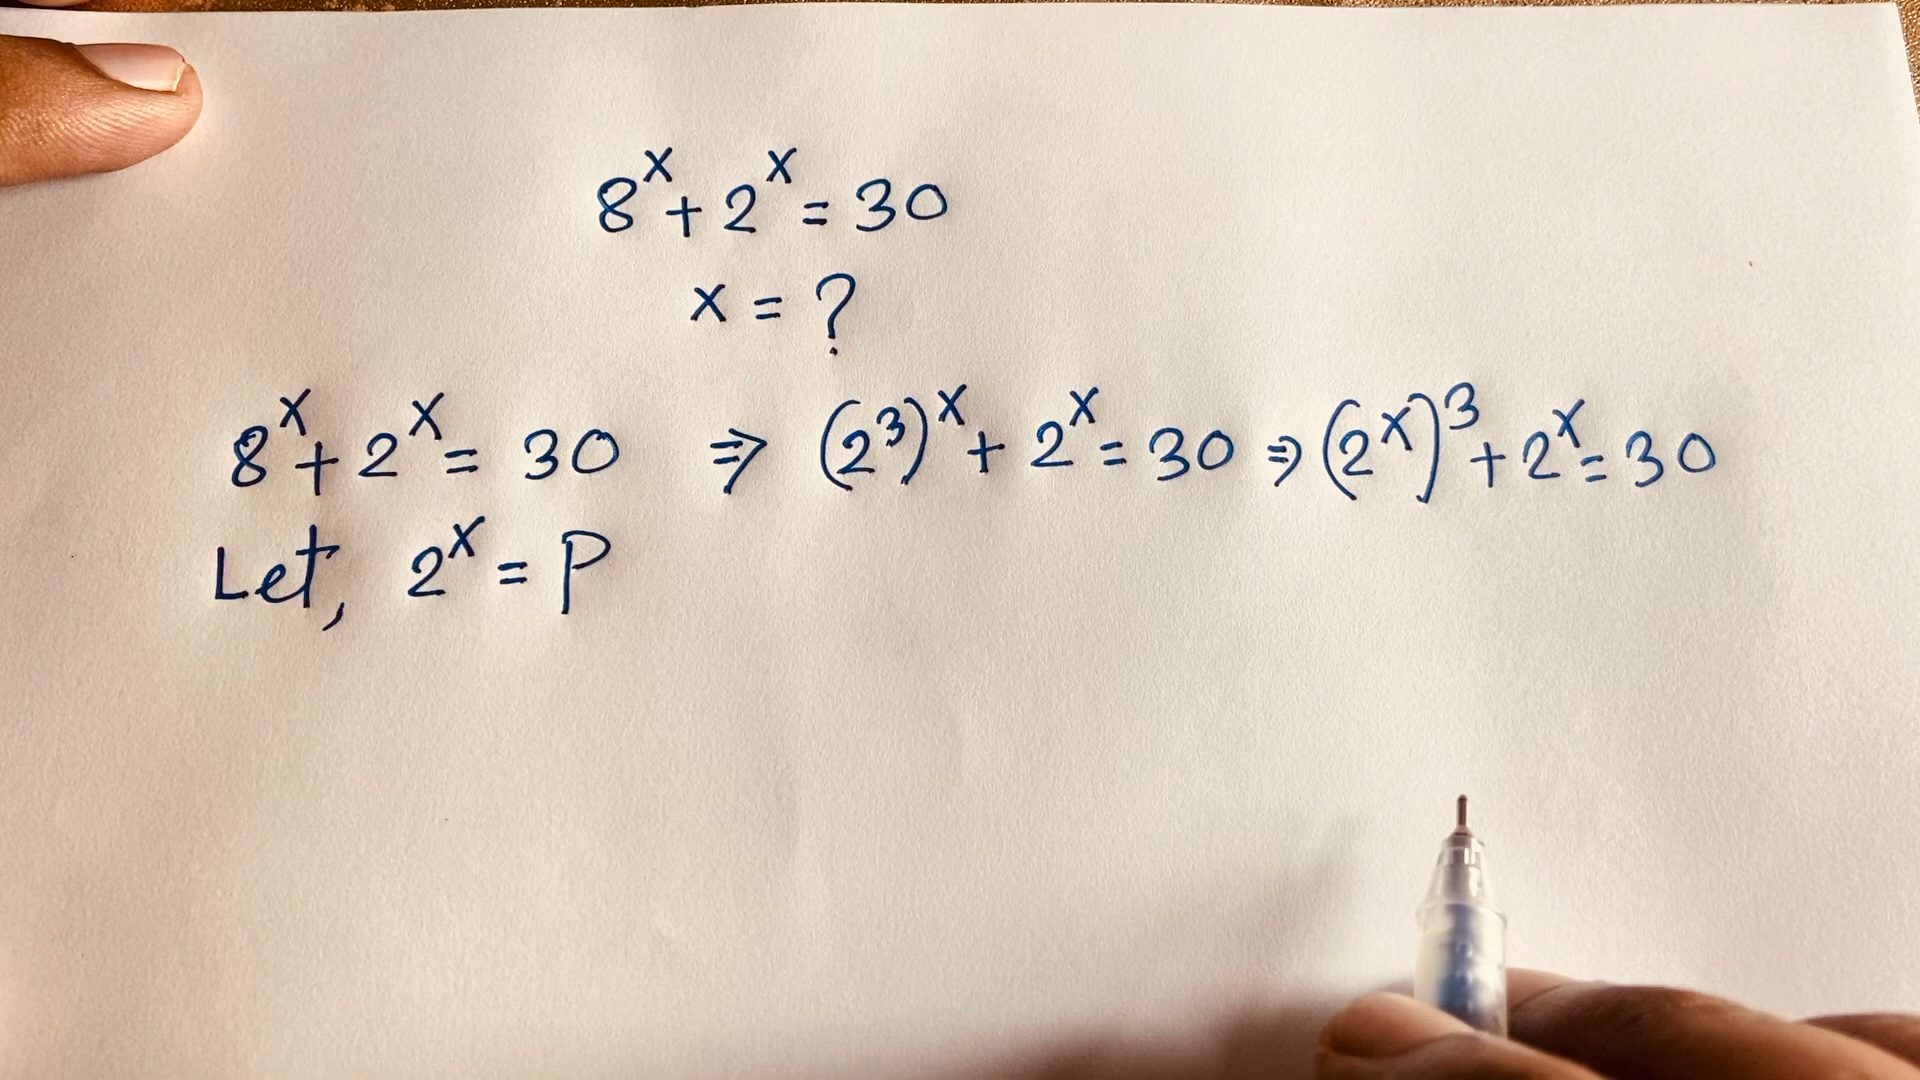 8^x + 2^x = 30
x = ?
8^x + 2^x = 30 ⇒ (2^3)^x + 2^x = 30 ⇒ (2^x)^3 + 2^x = 30
Let, 2^x = P